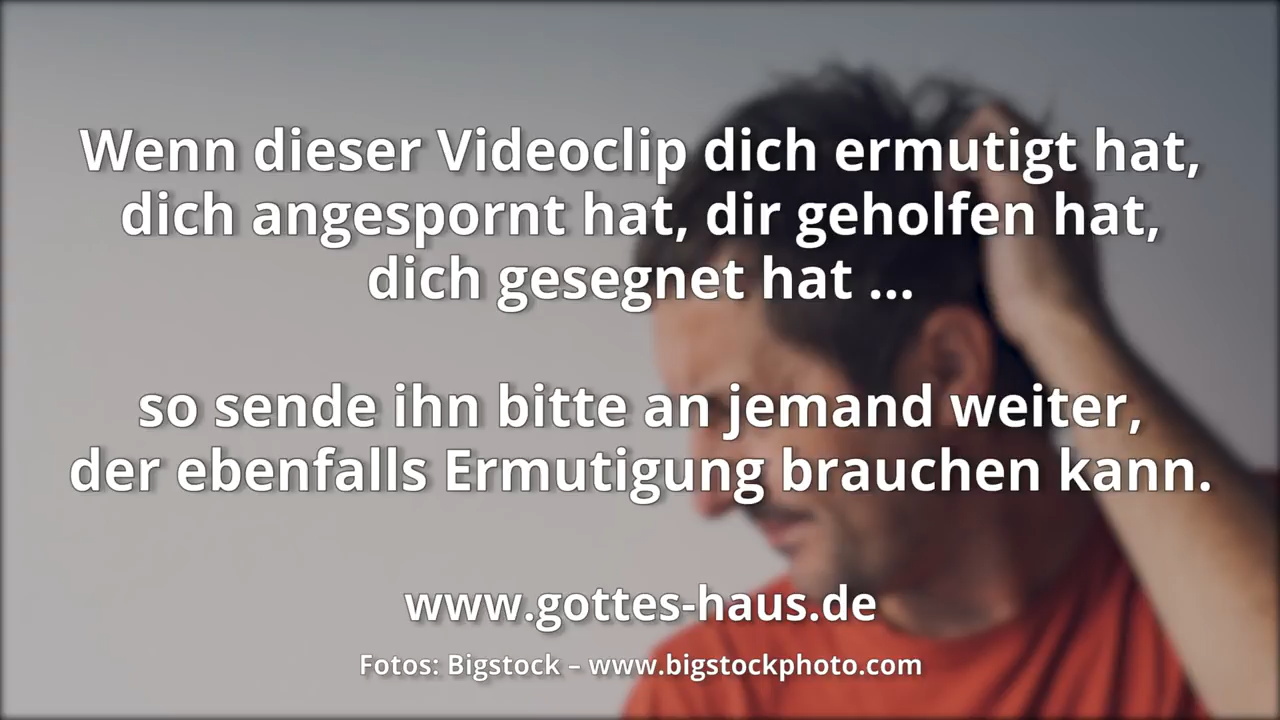 Wenn dieser Videoclip dich ermutigt hat,
dich angespornt hat, dir geholfen hat,
dich gesegnet hat ...
so sende ihn bitte an jemand weiter,
der ebenfalls Ermutigung brauchen kann.
www.gottes-haus.de
Fotos: Bigstock – www.bigstockphoto.com